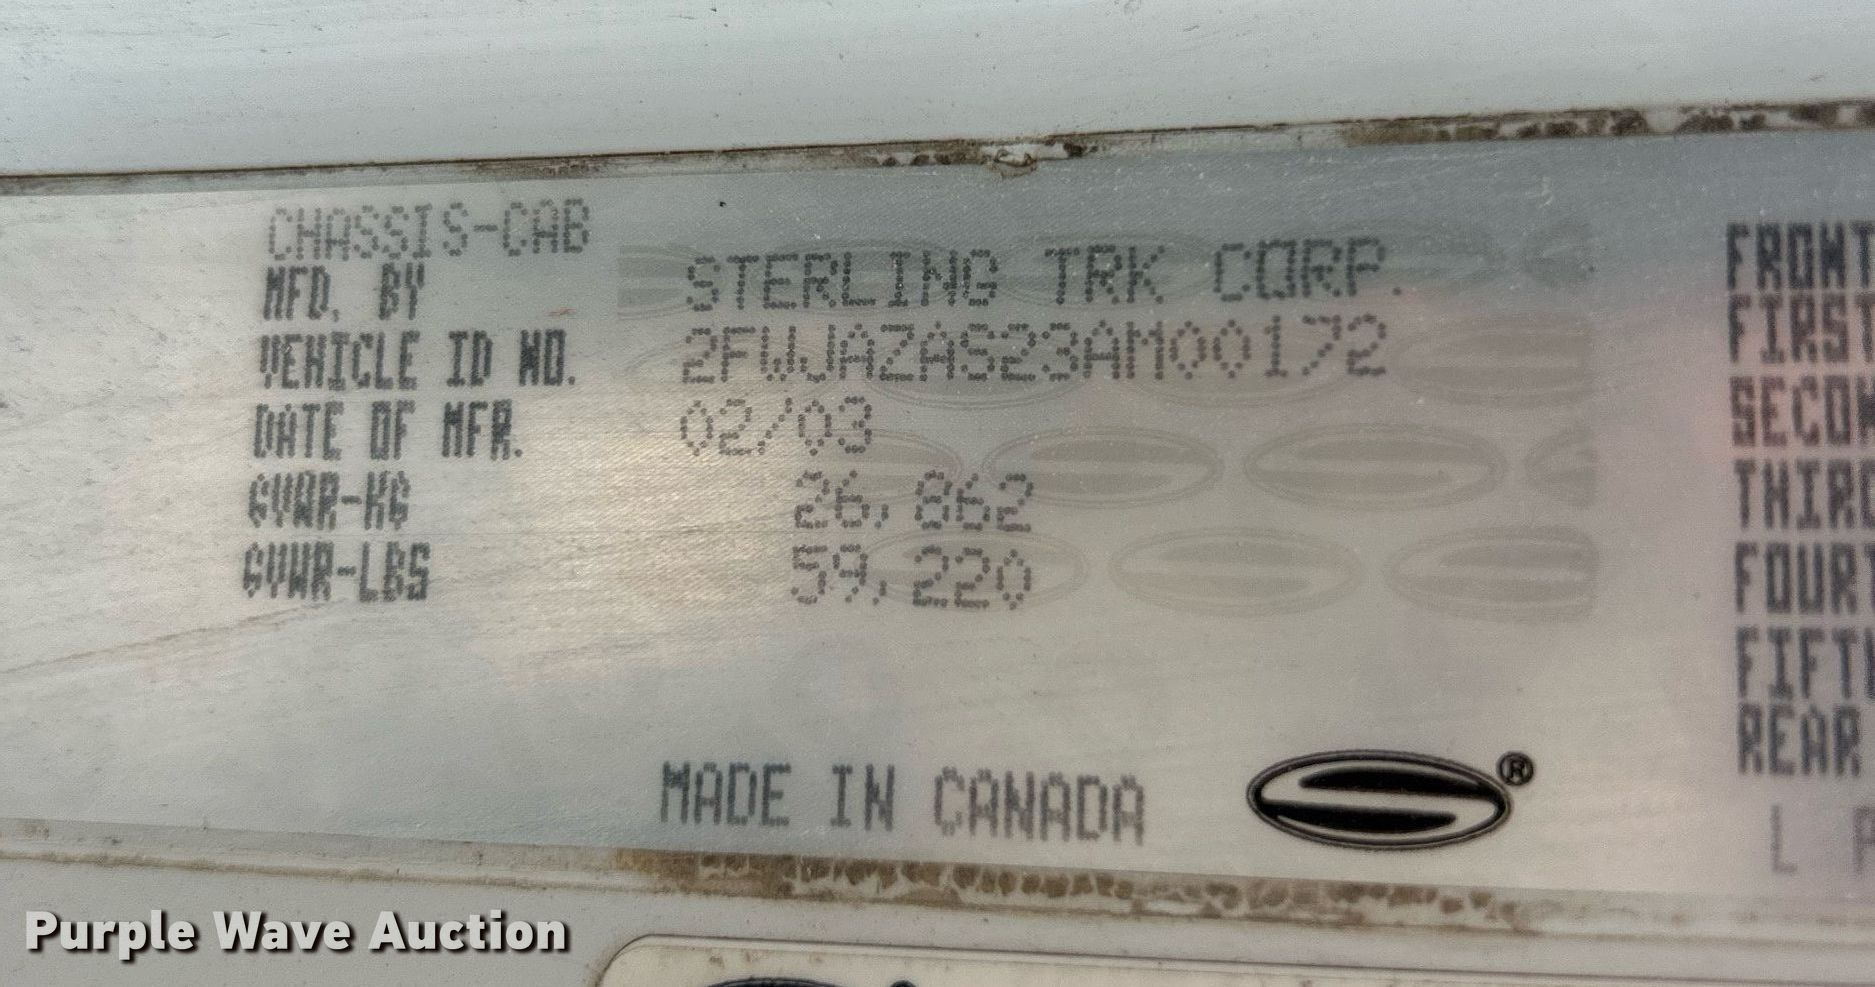 CHASSIS-CAB
MFD. BY STERLING TRK CORP.
VEHICLE ID NO. 2FWJAZAS23AM00172
DATE OF MFR. 02/03
GVWR-KG 26,862
GVWR-LBS 59,220
MADE IN CANADA ®
FRONT
FIRST
SECON
THIRD
FOURT
FIFTH
REAR
L
Purple Wave Auction